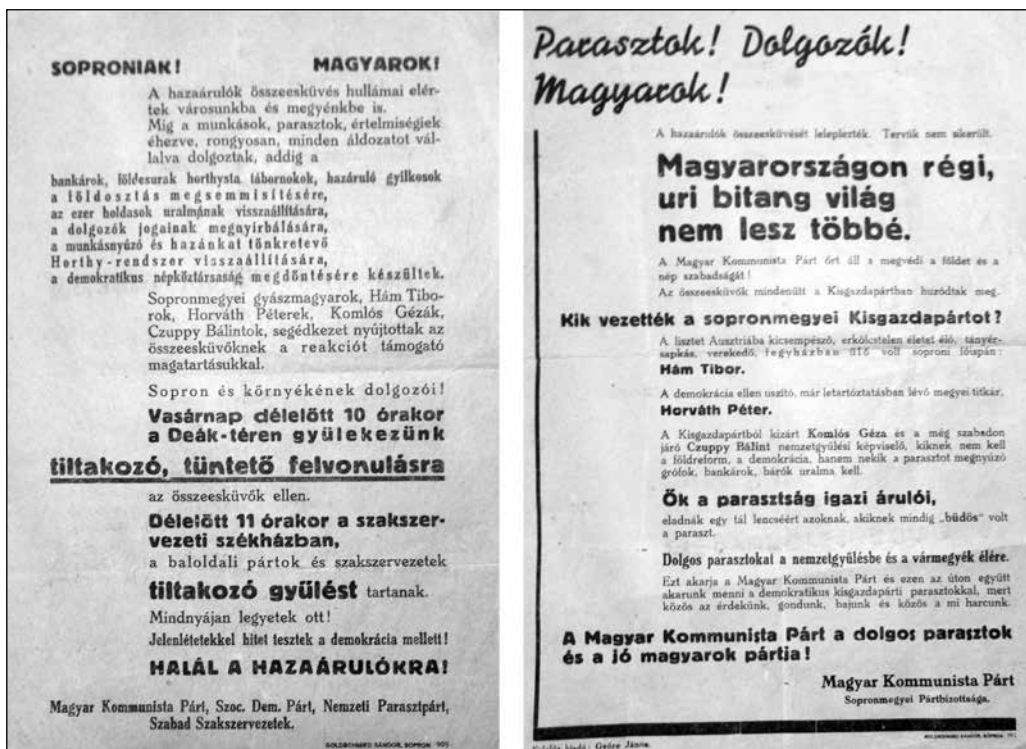 SOPRONIAK! MAGYAROK!
A hazaárulók összeesküvés hullámai elér-
tek városunkba és megyénkbe is.
Mig a munkások, parasztok, értelmiségiek
éhezve, rongyosan, minden áldozatot vál-
lalva dolgoztak, addig a
bankárok, földesurak horthysta tábornokok, hazáruló gyilkosok
a földosztás megsemmisítésére,
az ezer holdasok uralmának visszaállítására,
a dolgozók jogainak megnyirbálására,
a munkásnyúzó és hazánkat tönkretevő
Horthy-rendszer visszaállítására,
a demokratikus népköztársaság megdöntésére készültek.
Sopronmegyei gyászmagyarok, Hám Tibo-
rok, Horváth Péterek, Komlós Gézák,
Czuppy Bálintok, segédkezet nyújtottak az
összeesküvőknek a reakciót támogató
magatartásukkal.
Sopron és környékének dolgozói!
Vasárnap délelőtt 10 órakor
a Deák-téren gyülekezünk
tiltakozó, tüntető felvonulásra
az összeesküvők ellen.
Délelőtt 11 órakor a szakszer-
vezeti székházban,
a baloldali pártok és szakszervezetek
tiltakozó gyűlést tartanak.
Mindnyájan legyetek ott!
Jelenlétetekkel hitet tesztek a demokrácia mellett!
HALÁL A HAZAÁRULÓKRA!
Magyar Kommunista Párt, Szoc. Dem. Párt, Nemzeti Parasztpárt,
Szabad Szakszervezetek.
Parasztok! Dolgozók!
Magyarok!
A hazaárulók összeesküvését leleplezték. Tervük nem sikerült.
Magyarországon régi,
uri bitang világ
nem lesz többé.
A Magyar Kommunista Párt őrt áll s megvédi a földet és a
nép szabadságát!
Az összeesküvők mindenütt a Kisgazdapártban huzódtak meg.
Kik vezették a sopronmegyei Kisgazdapártot?
A lisztet Ausztriába kicsempésző, erkölcstelen életet élő, tányér-
sapkás, verekedő, fegyházban ülő volt soproni főispán:
Hám Tibor.
A demokrácia ellen uszító, már letartóztatásban lévő megyei titkár,
Horváth Péter.
A Kisgazdapártból kizárt Komlós Géza és a még szabadon
járó Czuppy Bálint nemzetgyülési képviselő, kiknek nem kell
a földreform, a demokrácia, hanem nekik a parasztot megnyúzó
grófok, bankárok, bárók uralma kell.
Ők a parasztság igazi árulói,
eladnák egy tál lencséért azoknak, akiknek mindig „büdös" volt
a paraszt.
Dolgos parasztokat a nemzetgyülésbe és a vármegyék élére.
Ezt akarja a Magyar Kommunista Párt és ezen az úton együtt
akarunk menni a demokratikus kisgazdapárti parasztokkal, mert
közös az érdekünk, gondunk, bajunk és közös a mi harcunk.
A Magyar Kommunista Párt a dolgos parasztok
és a jó magyarok pártja!
Magyar Kommunista Párt
Sopronmegyei Pártbizottsága.